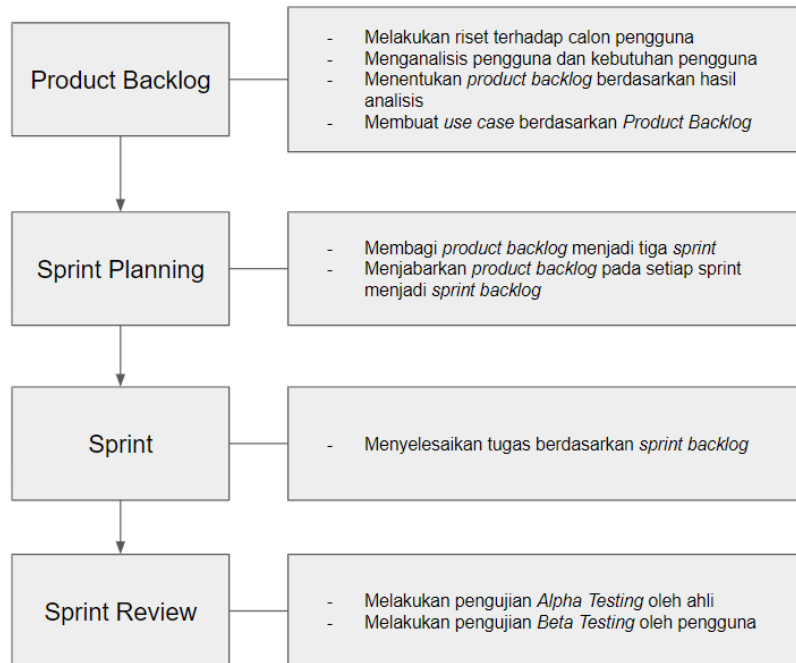 Product Backlog
- Melakukan riset terhadap calon pengguna
- Menganalisis pengguna dan kebutuhan pengguna
- Menentukan product backlog berdasarkan hasil
analisis
- Membuat use case berdasarkan Product Backlog
Sprint Planning
- Membagi product backlog menjadi tiga sprint
- Menjabarkan product backlog pada setiap sprint
menjadi sprint backlog
Sprint
- Menyelesaikan tugas berdasarkan sprint backlog
Sprint Review
- Melakukan pengujian Alpha Testing oleh ahli
- Melakukan pengujian Beta Testing oleh pengguna